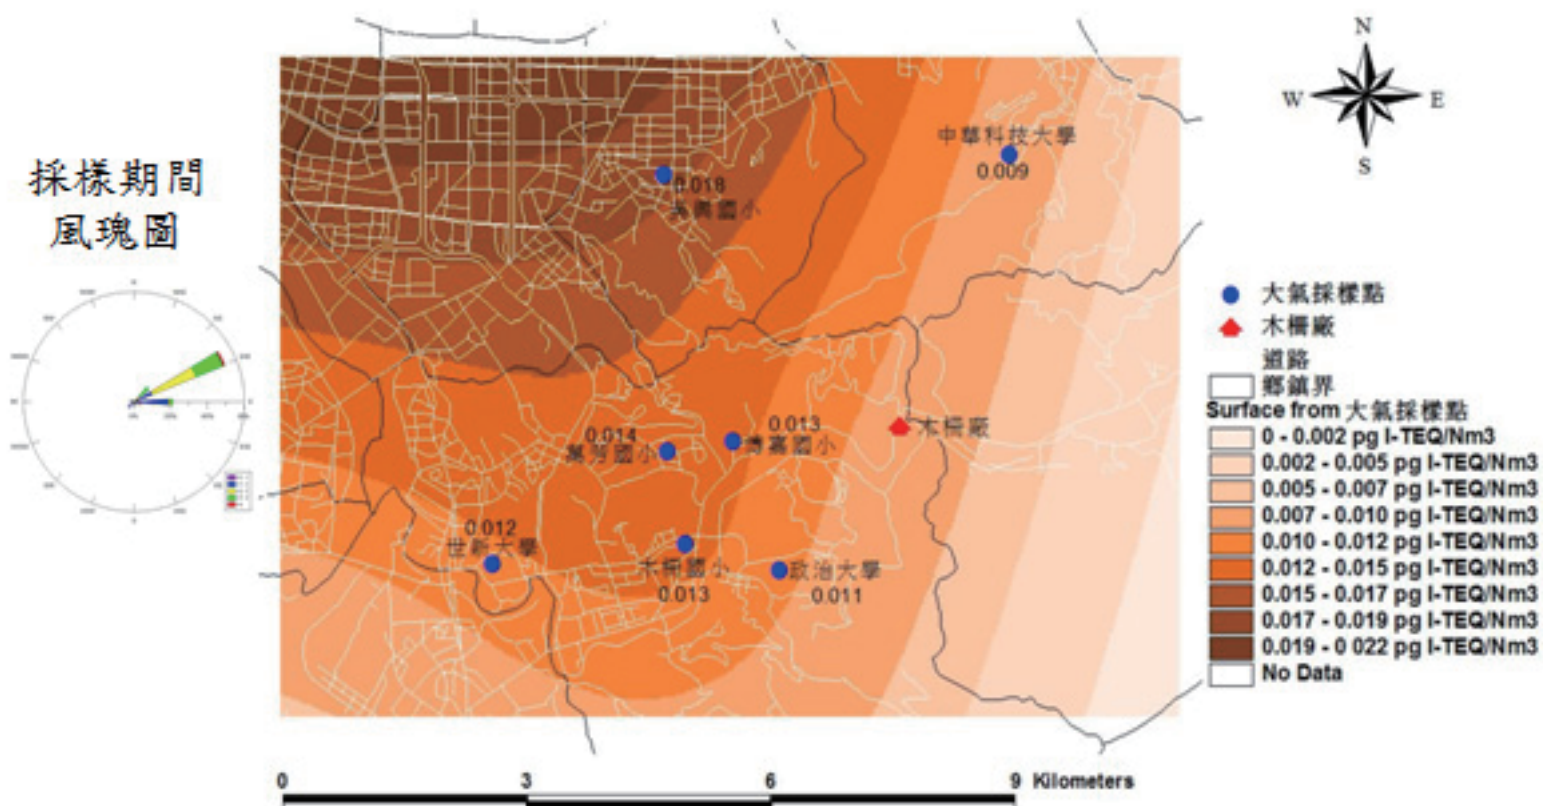 採樣期間
風瑰圖
N
W
E
S
中華科技大學
0.009
0.018
吳興國小
0.013
博嘉國小
0.014
萬芳國小
木柵廠
0.012
世新大學
木柵國小
0.013
政治大學
0.011
大氣採樣點
木柵廠
道路
鄉鎮界
Surface from 大氣採樣點
0 - 0.002 pg I-TEQ/Nm3
0.002 - 0.005 pg I-TEQ/Nm3
0.005 - 0.007 pg I-TEQ/Nm3
0.007 - 0.010 pg I-TEQ/Nm3
0.010 - 0.012 pg I-TEQ/Nm3
0.012 - 0.015 pg I-TEQ/Nm3
0.015 - 0.017 pg I-TEQ/Nm3
0.017 - 0.019 pg I-TEQ/Nm3
0.019 - 0 022 pg I-TEQ/Nm3
No Data
0 3 6 9 Kilometers